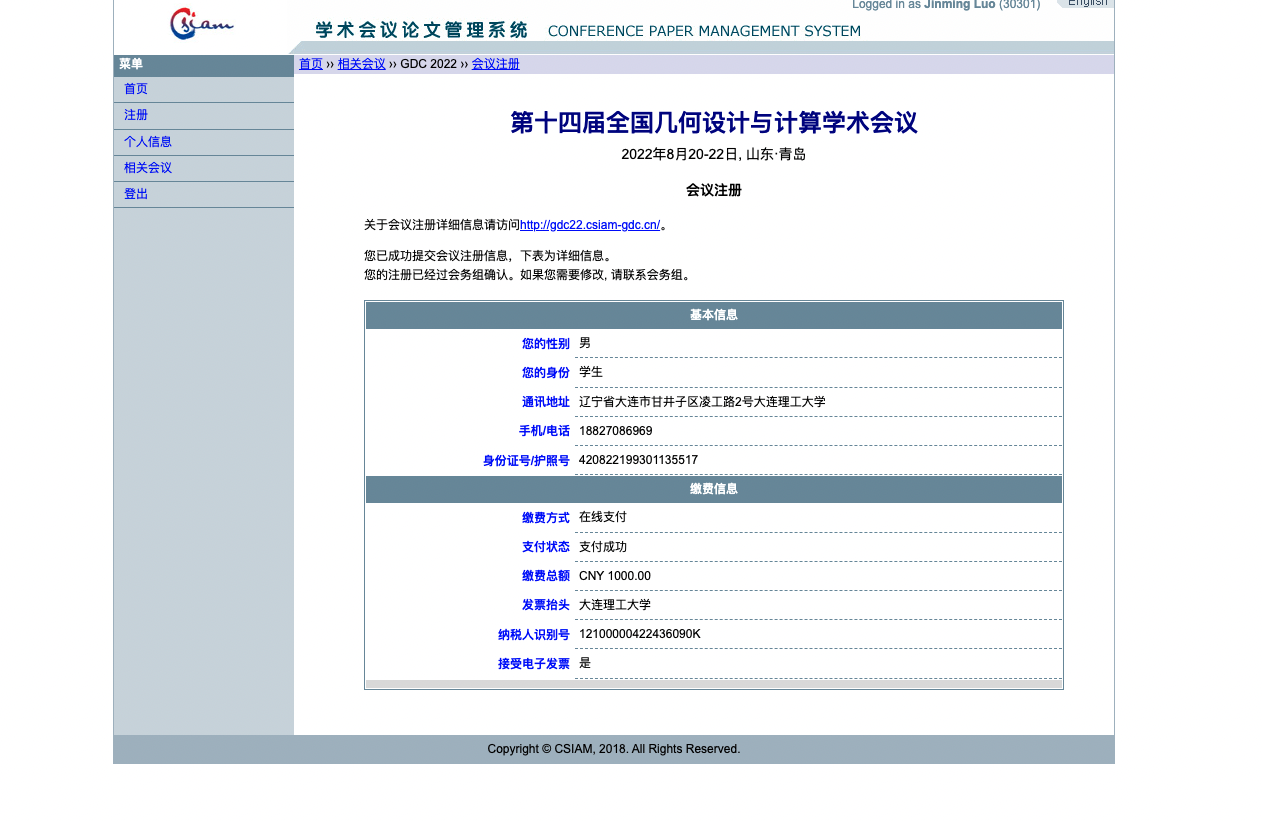 Logged in as Jinming Luo (30301)
English
Csiam
学术会议论文管理系统 CONFERENCE PAPER MANAGEMENT SYSTEM
菜单
首页
注册
个人信息
相关会议
登出
首页 ›› 相关会议 ›› GDC 2022 ›› 会议注册
第十四届全国几何设计与计算学术会议
2022年8月20-22日, 山东·青岛
会议注册
关于会议注册详细信息请访问http://gdc22.csiam-gdc.cn/。
您已成功提交会议注册信息，下表为详细信息。
您的注册已经过会务组确认。如果您需要修改, 请联系会务组。
基本信息
您的性别 男
您的身份 学生
通讯地址 辽宁省大连市甘井子区凌工路2号大连理工大学
手机/电话 18827086969
身份证号/护照号 420822199301135517
缴费信息
缴费方式 在线支付
支付状态 支付成功
缴费总额 CNY 1000.00
发票抬头 大连理工大学
纳税人识别号 12100000422436090K
接受电子发票 是
Copyright © CSIAM, 2018. All Rights Reserved.